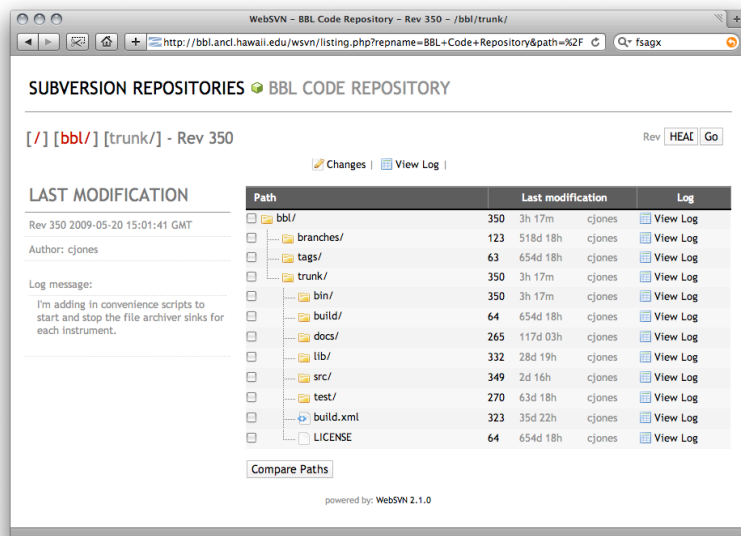 WebSVN – BBL Code Repository – Rev 350 – /bbl/trunk/
http://bbl.ancl.hawaii.edu/wsvn/listing.php?repname=BBL+Code+Repository&path=%2F
fsagx
SUBVERSION REPOSITORIES BBL CODE REPOSITORY
[/] [bbl/] [trunk/] - Rev 350
Rev HEAD Go
Changes | View Log |
LAST MODIFICATION
Rev 350 2009-05-20 15:01:41 GMT
Author: cjones
Log message:
I'm adding in convenience scripts to
start and stop the file archiver sinks for
each instrument.
Path Last modification Log
bbl/ 350 3h 17m cjones View Log
branches/ 123 518d 18h cjones View Log
tags/ 63 654d 18h cjones View Log
trunk/ 350 3h 17m cjones View Log
bin/ 350 3h 17m cjones View Log
build/ 64 654d 18h cjones View Log
docs/ 265 117d 03h cjones View Log
lib/ 332 28d 19h cjones View Log
src/ 349 2d 16h cjones View Log
test/ 270 63d 18h cjones View Log
build.xml 323 35d 22h cjones View Log
LICENSE 64 654d 18h cjones View Log
Compare Paths
powered by: WebSVN 2.1.0